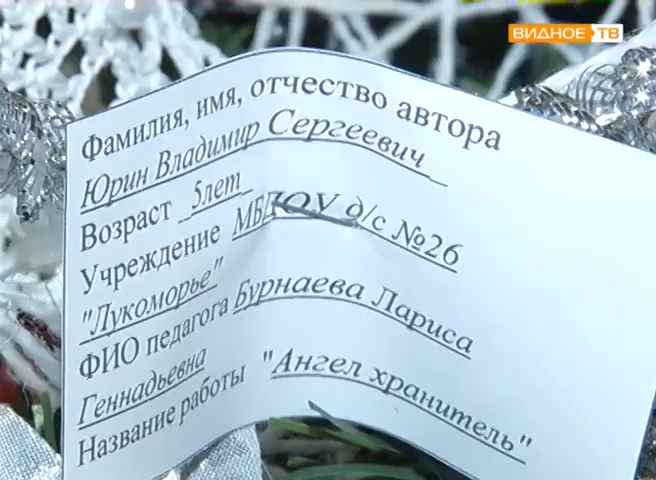 ВИДНОЕ ТВ
Фамилия, имя, отчество автора
Юрин Владимир Сергеевич
Возраст 5лет
Учреждение МБДОУ д/с №26
"Лукоморье"
ФИО педагога Бурнаева Лариса
Геннадьевна
Название работы "Ангел хранитель"